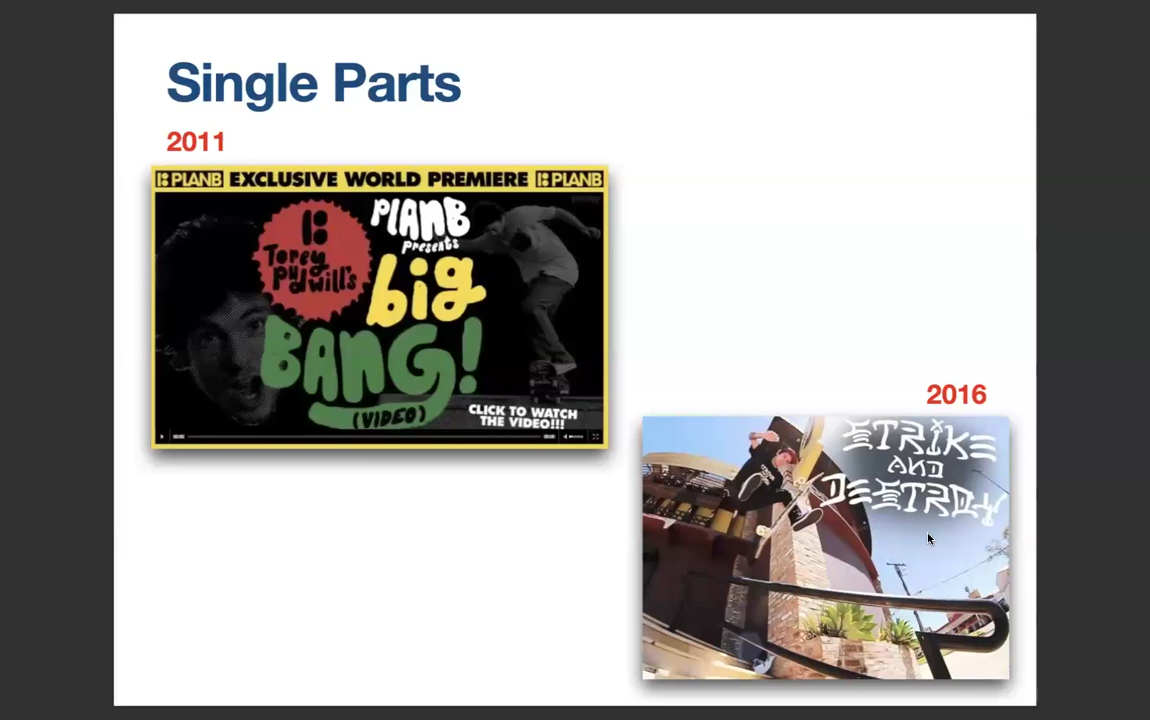 Single Parts
2011
PLANB EXCLUSIVE WORLD PREMIERE PLANB
Torey
Pudwill's
PLANB
presents
big
BANG!
(VIDEO)
CLICK TO WATCH
THE VIDEO!!!
2016
STRIKE
AND
DESTROY